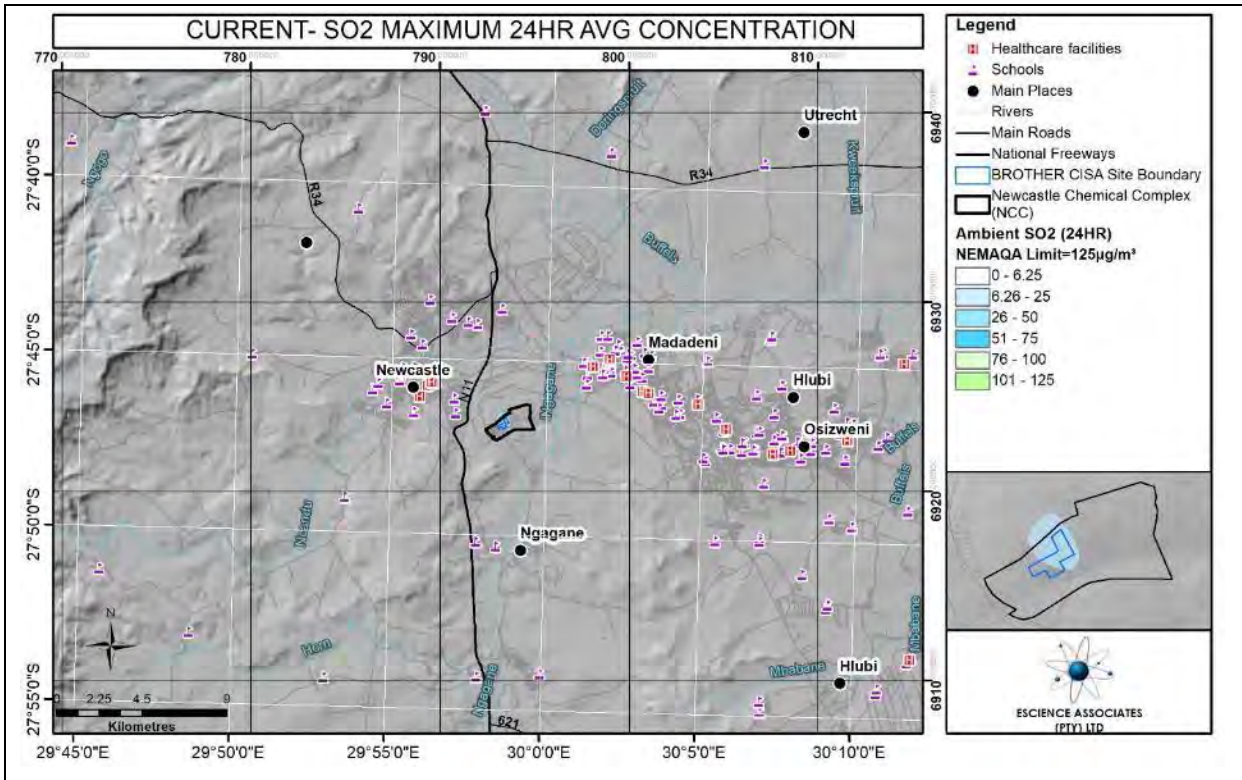 CURRENT- SO2 MAXIMUM 24HR AVG CONCENTRATION
770 780 790 800 810
27°40'0"S
27°45'0"S
27°50'0"S
27°55'0"S
6940
6930
6920
6910
Utrecht
R34
R34
Buffels
Madadeni
Newcastle
N11
Ngagane
Hlubi
Osizweni
Buffels
Buffels
Ngagane
N
Horn
Mbabane
Mbabane
Hlubi
Ngagane
621
0 2.25 4.5 9
Kilometres
29°45'0"E 29°50'0"E 29°55'0"E 30°0'0"E 30°5'0"E 30°10'0"E
Legend
Healthcare facilities
Schools
Main Places
Rivers
Main Roads
National Freeways
BROTHER CISA Site Boundary
Newcastle Chemical Complex
(NCC)
Ambient SO2 (24HR)
NEMAQA Limit=125µg/m³
0 - 6.25
6.26 - 25
26 - 50
51 - 75
76 - 100
101 - 125
ESCIENCE ASSOCIATES
(PTY) LTD